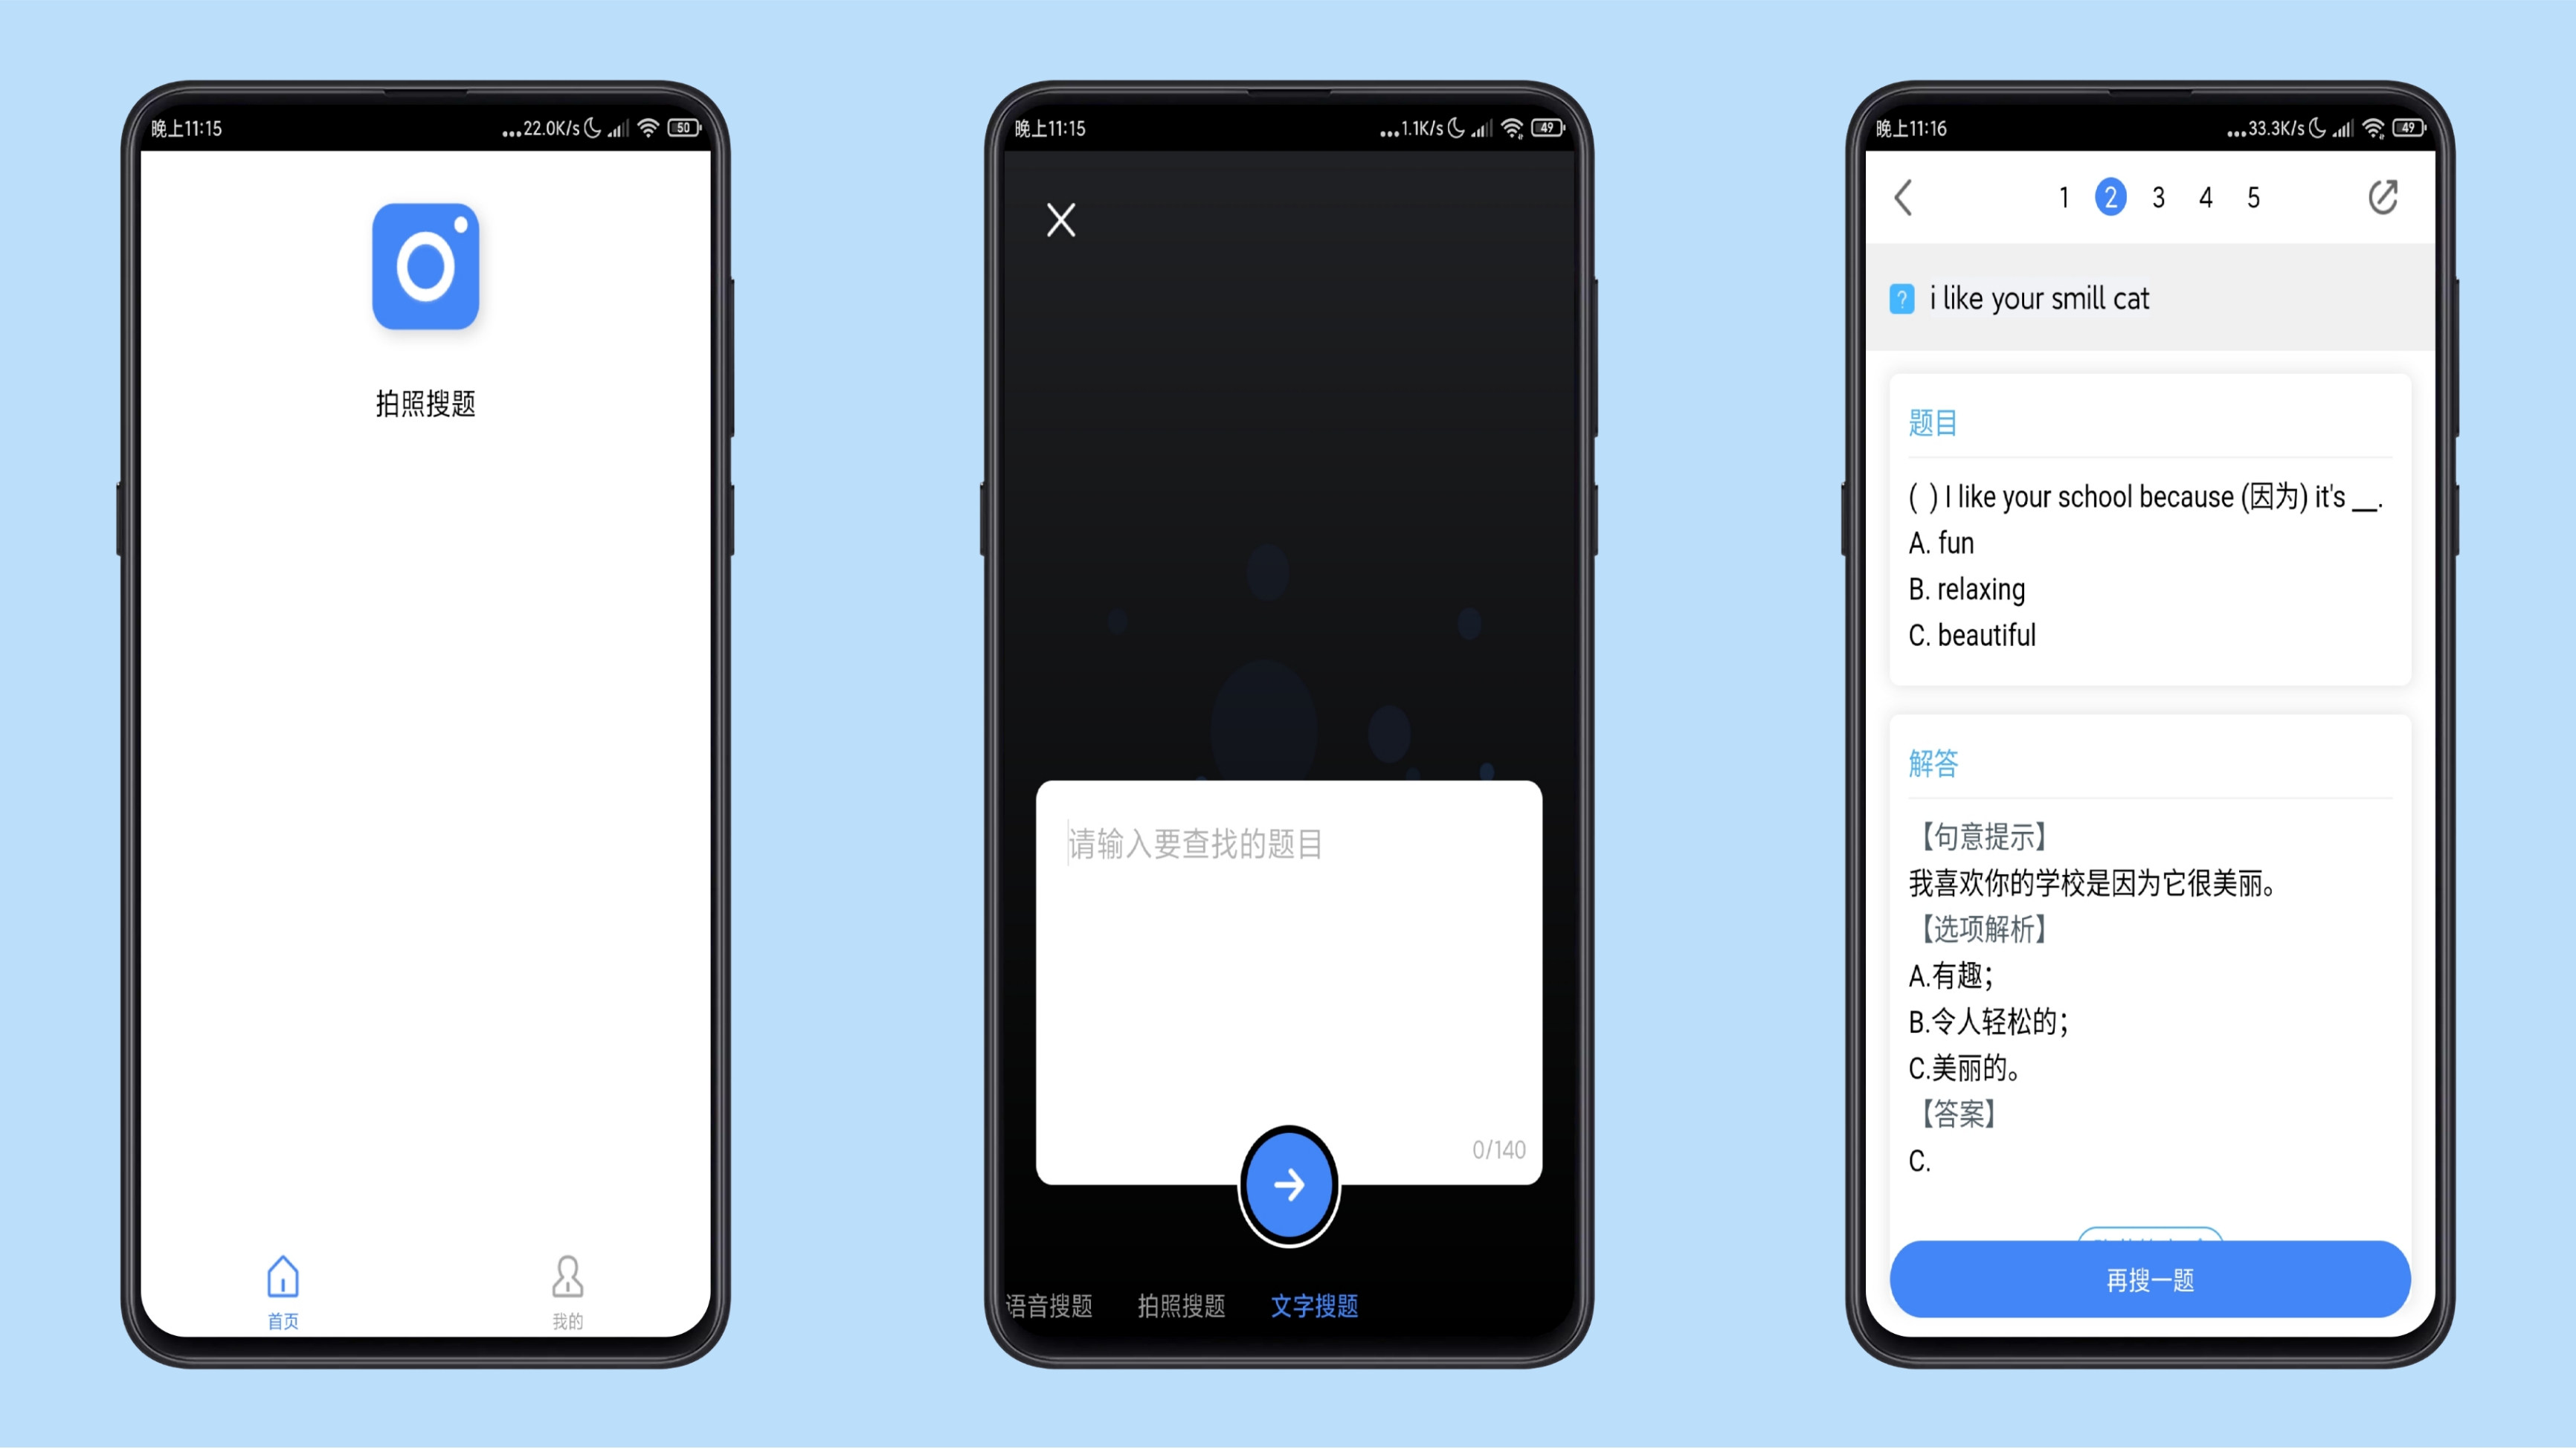 晚上11:15
...22.0K/s
50
拍照搜题
首页
我的
晚上11:15
...1.1K/s
49
请输入要查找的题目
0/140
语音搜题 拍照搜题 文字搜题
晚上11:16
...33.3K/s
49
1 2 3 4 5
? i like your smill cat
题目
( ) I like your school because (因为) it's __.
A. fun
B. relaxing
C. beautiful
解答
【句意提示】
我喜欢你的学校是因为它很美丽。
【选项解析】
A.有趣；
B.令人轻松的；
C.美丽的。
【答案】
C.
再搜一题